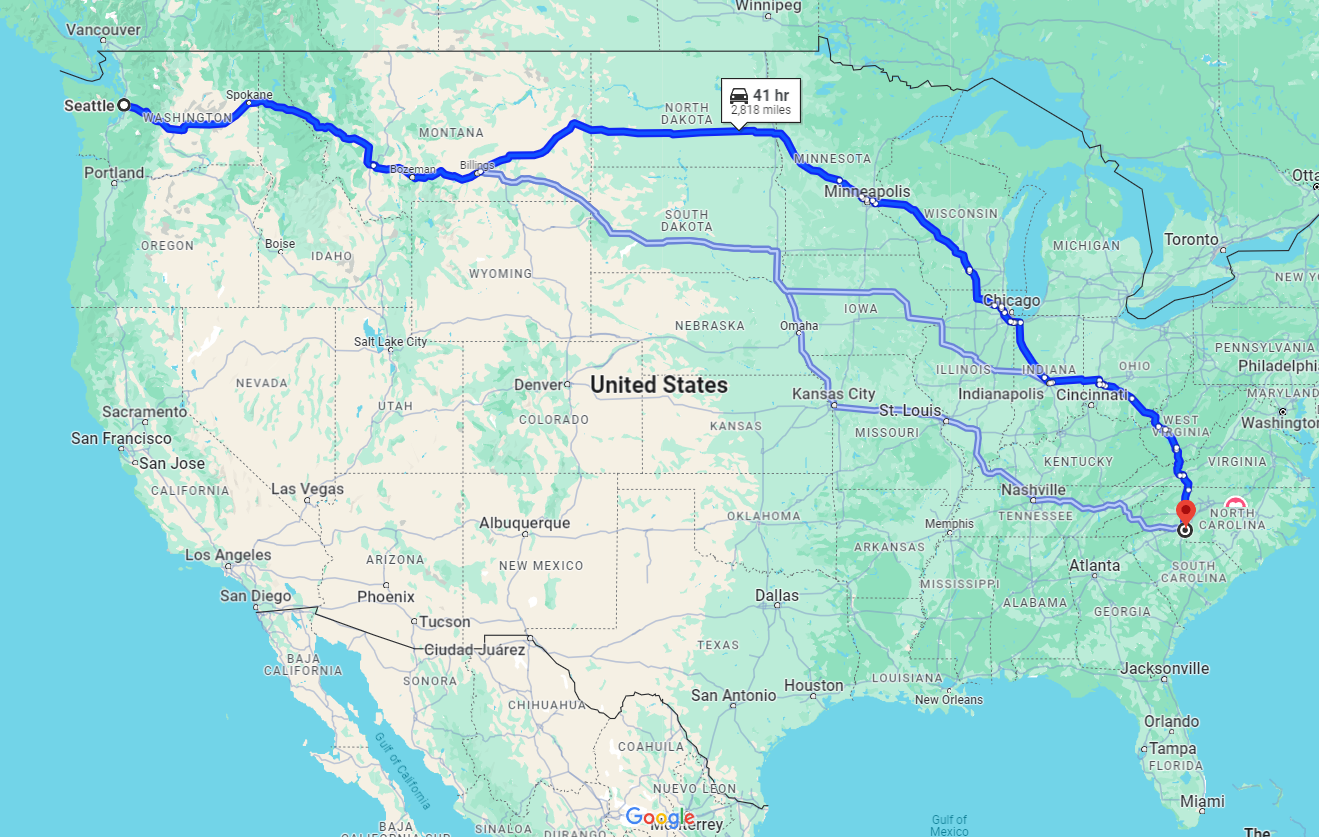 Winnipeg
Vancouver
Seattle
Spokane
WASHINGTON
MONTANA
NORTH
DAKOTA
41 hr
2,818 miles
MINNESOTA
Portland
Bozeman
Billings
Minneapolis
Otta
WISCONSIN
SOUTH
DAKOTA
OREGON
Boise
IDAHO
MICHIGAN
Toronto
WYOMING
NEW YO
Chicago
IOWA
NEBRASKA
Omaha
Salt Lake City
PENNSYLVANIA
OHIO
Philadelphi
ILLINOIS
INDIANA
NEVADA
Denver
United States
UTAH
Kansas City
Indianapolis
Cincinnati
MARYLAND
Sacramento
COLORADO
St. Louis
WEST
VIRGINIA
Washington
San Francisco
KANSAS
MISSOURI
San Jose
KENTUCKY
VIRGINIA
CALIFORNIA
Las Vegas
Nashville
TENNESSEE
OKLAHOMA
NORTH
CAROLINA
Albuquerque
Memphis
Los Angeles
ARIZONA
NEW MEXICO
ARKANSAS
Atlanta
SOUTH
CAROLINA
San Diego
Phoenix
Dallas
MISSISSIPPI
ALABAMA
GEORGIA
Tucson
Ciudad Juárez
TEXAS
BAJA
CALIFORNIA
SONORA
Jacksonville
LOUISIANA
Houston
San Antonio
New Orleans
CHIHUAHUA
Orlando
COAHUILA
Tampa
FLORIDA
Gulf of California
NUEVO LEON
Miami
Google
Monterrey
BAJA
CALIFORNIA SUR
SINALOA
DURANGO
Gulf of
Mexico
The